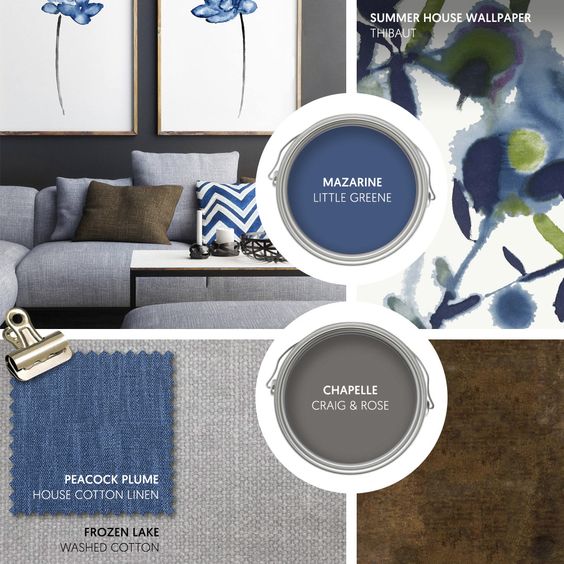 SUMMER HOUSE WALLPAPER
THIBAUT
MAZARINE
LITTLE GREENE
CHAPELLE
CRAIG & ROSE
PEACOCK PLUME
HOUSE COTTON LINEN
FROZEN LAKE
WASHED COTTON